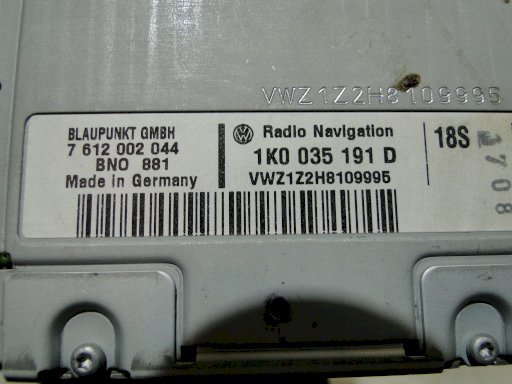 VWZ1Z2H8109995
BLAUPUNKT GMBH
7 612 002 044
BNO 881
Made in Germany
Radio Navigation
1K0 035 191 D
VWZ1Z2H8109995
18S
1708